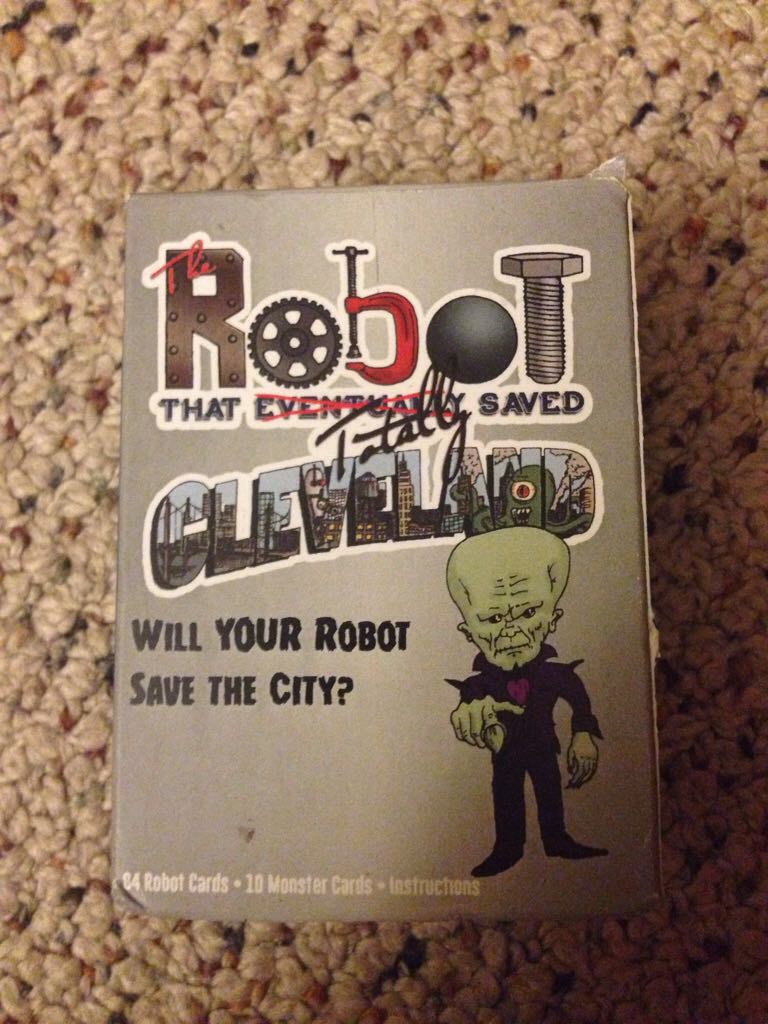 The
RoboT
THAT EVENTUALLY SAVED
Totally
CLEVELAND
WILL YOUR ROBOT
SAVE THE CITY?
84 Robot Cards • 10 Monster Cards • Instructions